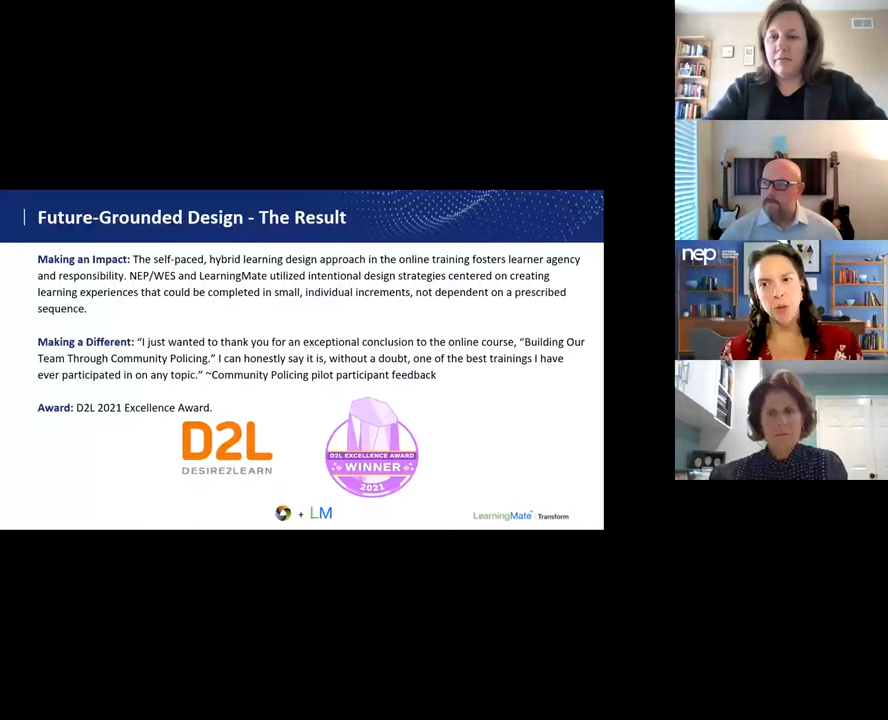 Future-Grounded Design - The Result
Making an Impact: The self-paced, hybrid learning design approach in the online training fosters learner agency
and responsibility. NEP/WES and LearningMate utilized intentional design strategies centered on creating
learning experiences that could be completed in small, individual increments, not dependent on a prescribed
sequence.
Making a Different: “I just wanted to thank you for an exceptional conclusion to the online course, “Building Our
Team Through Community Policing.” I can honestly say it is, without a doubt, one of the best trainings I have
ever participated in on any topic.” ~Community Policing pilot participant feedback
Award: D2L 2021 Excellence Award.
D2L
DESIRE2LEARN
D2L EXCELLENCE AWARD
WINNER
2021
+ LM
LearningMate™ Transform
nep